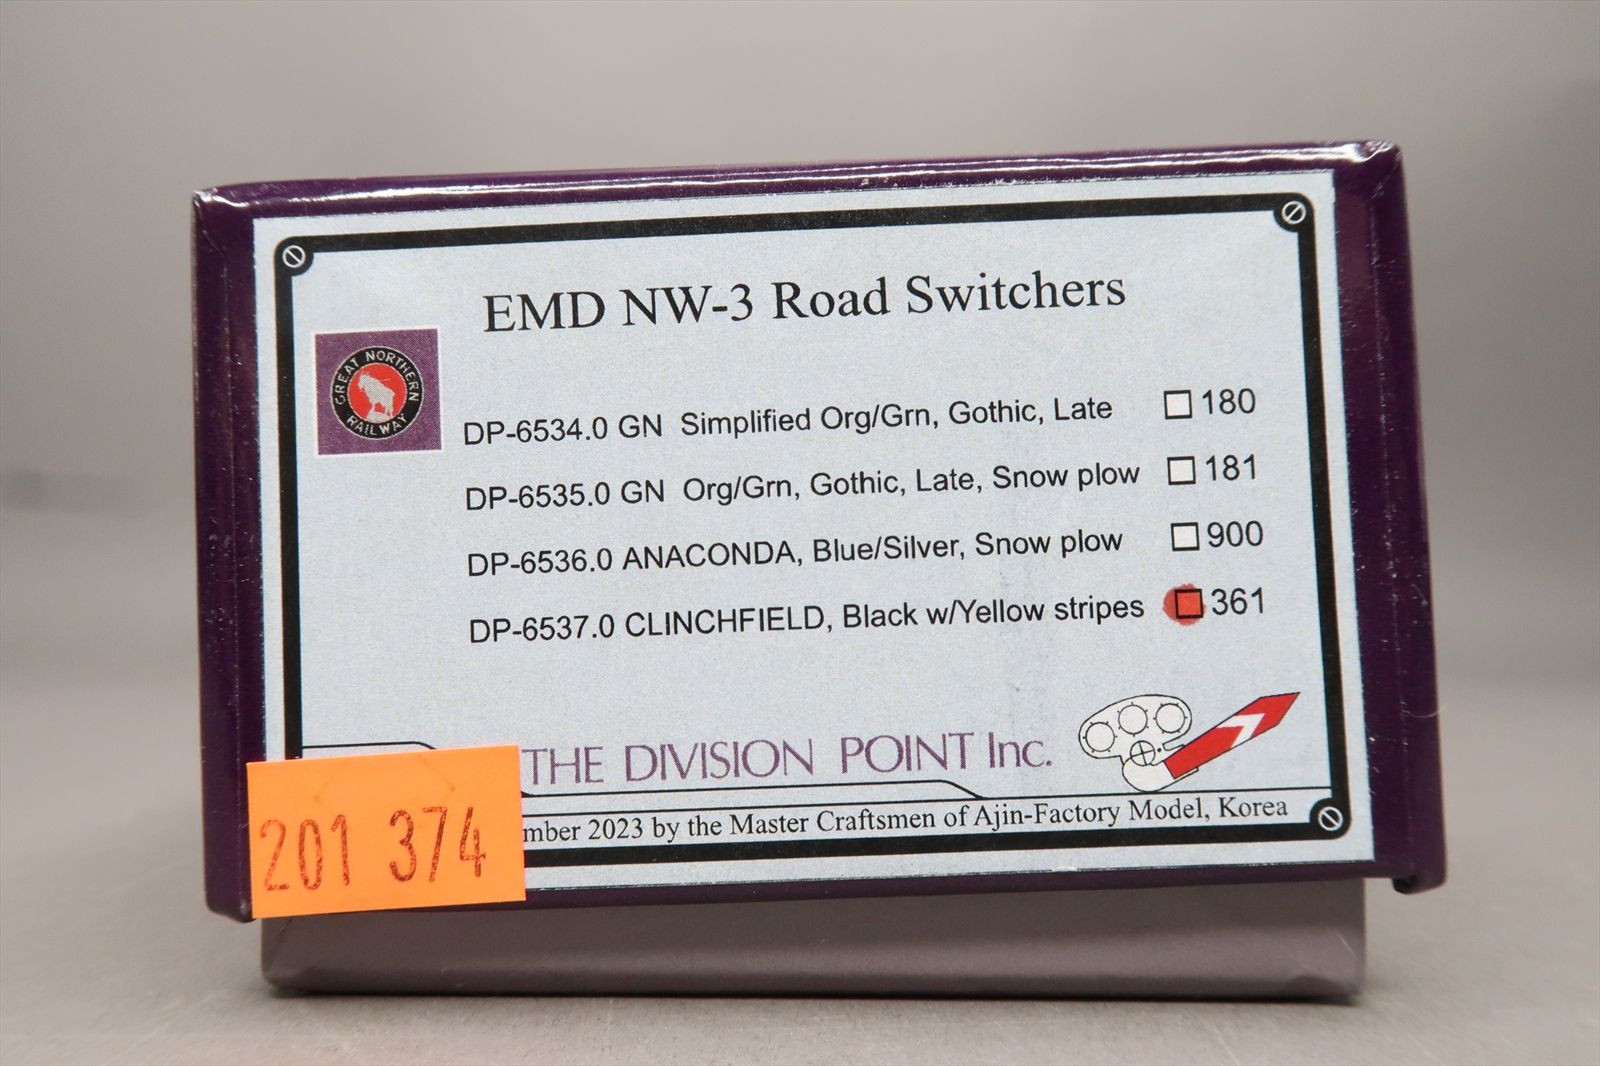 EMD NW-3 Road Switchers
GREAT NORTHERN
RAILWAY
DP-6534.0 GN Simplified Org/Grn, Gothic, Late 180
DP-6535.0 GN Org/Grn, Gothic, Late, Snow plow 181
DP-6536.0 ANACONDA, Blue/Silver, Snow plow 900
DP-6537.0 CLINCHFIELD, Black w/Yellow stripes 361
THE DIVISION POINT Inc.
mber 2023 by the Master Craftsmen of Ajin-Factory Model, Korea
201 374